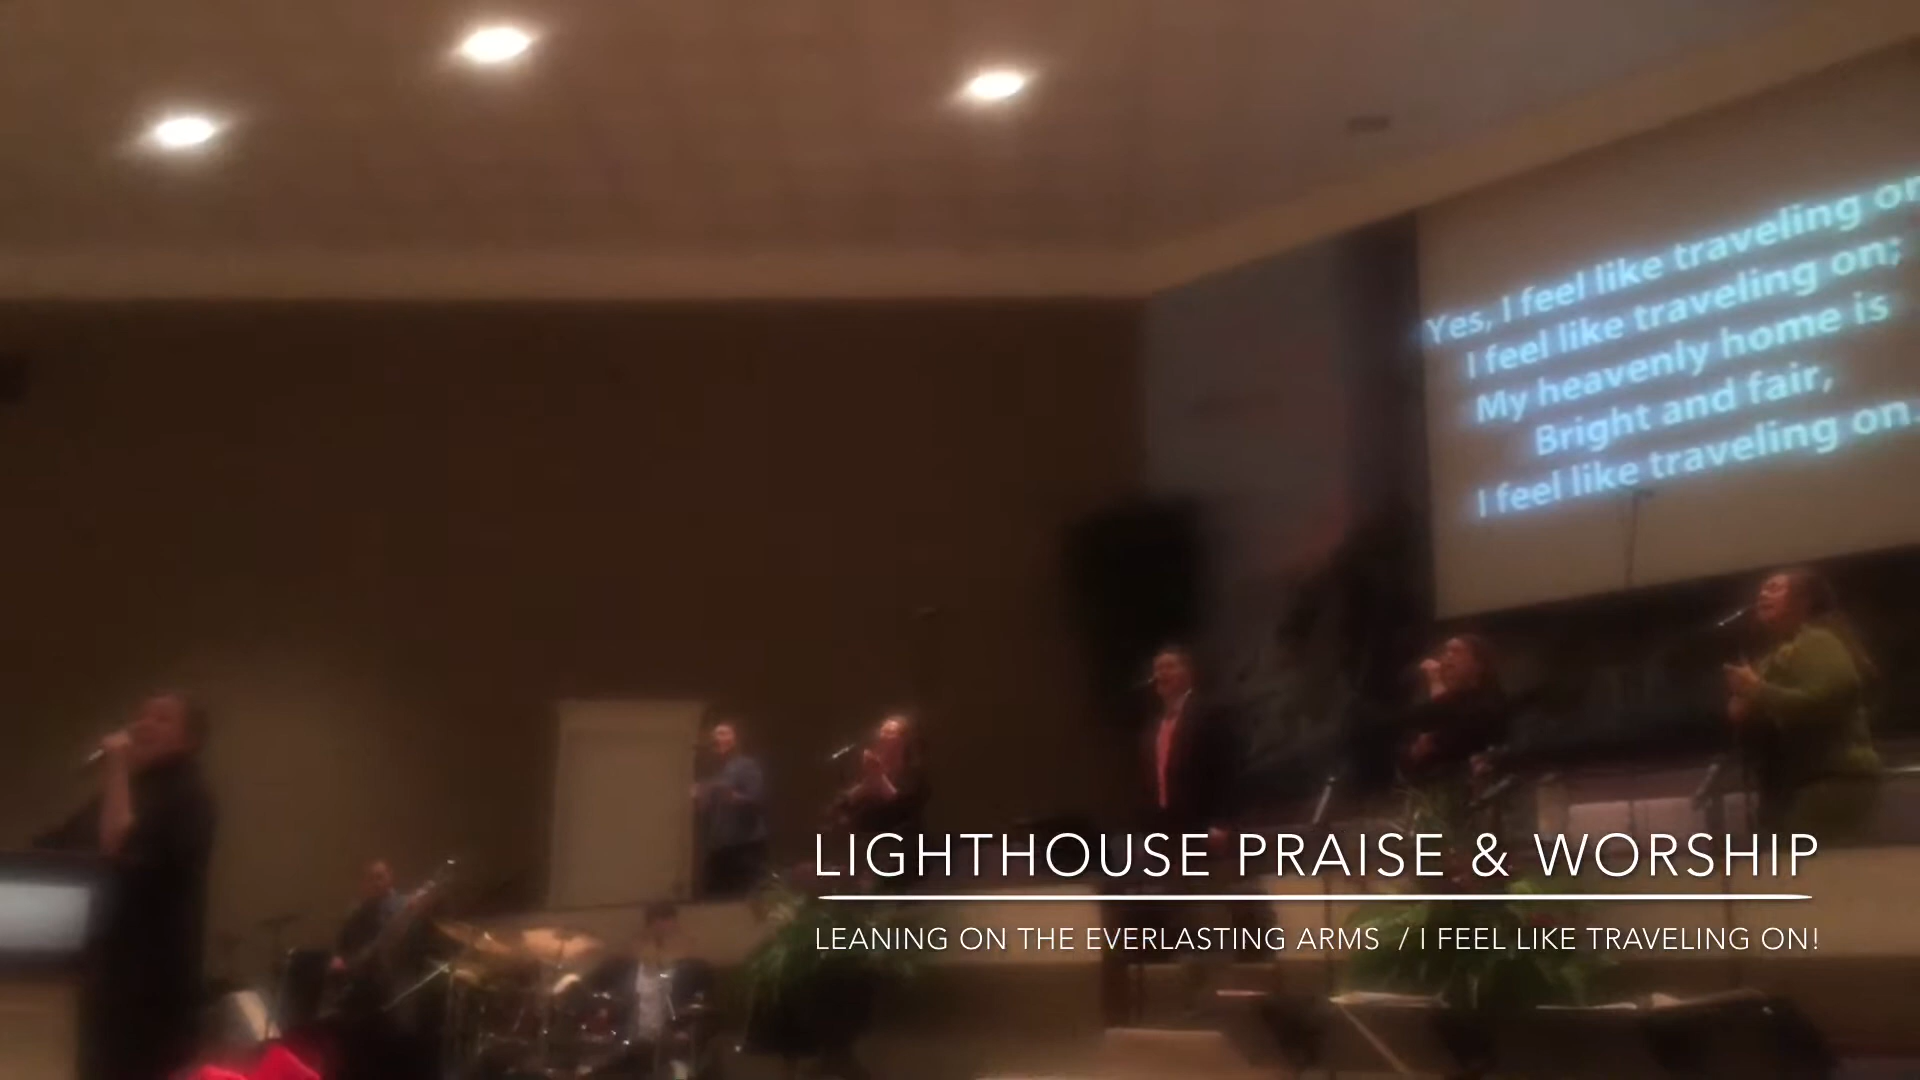 Yes, I feel like traveling on
I feel like traveling on;
My heavenly home is
Bright and fair,
I feel like traveling on.
LIGHTHOUSE PRAISE & WORSHIP
LEANING ON THE EVERLASTING ARMS / I FEEL LIKE TRAVELING ON!